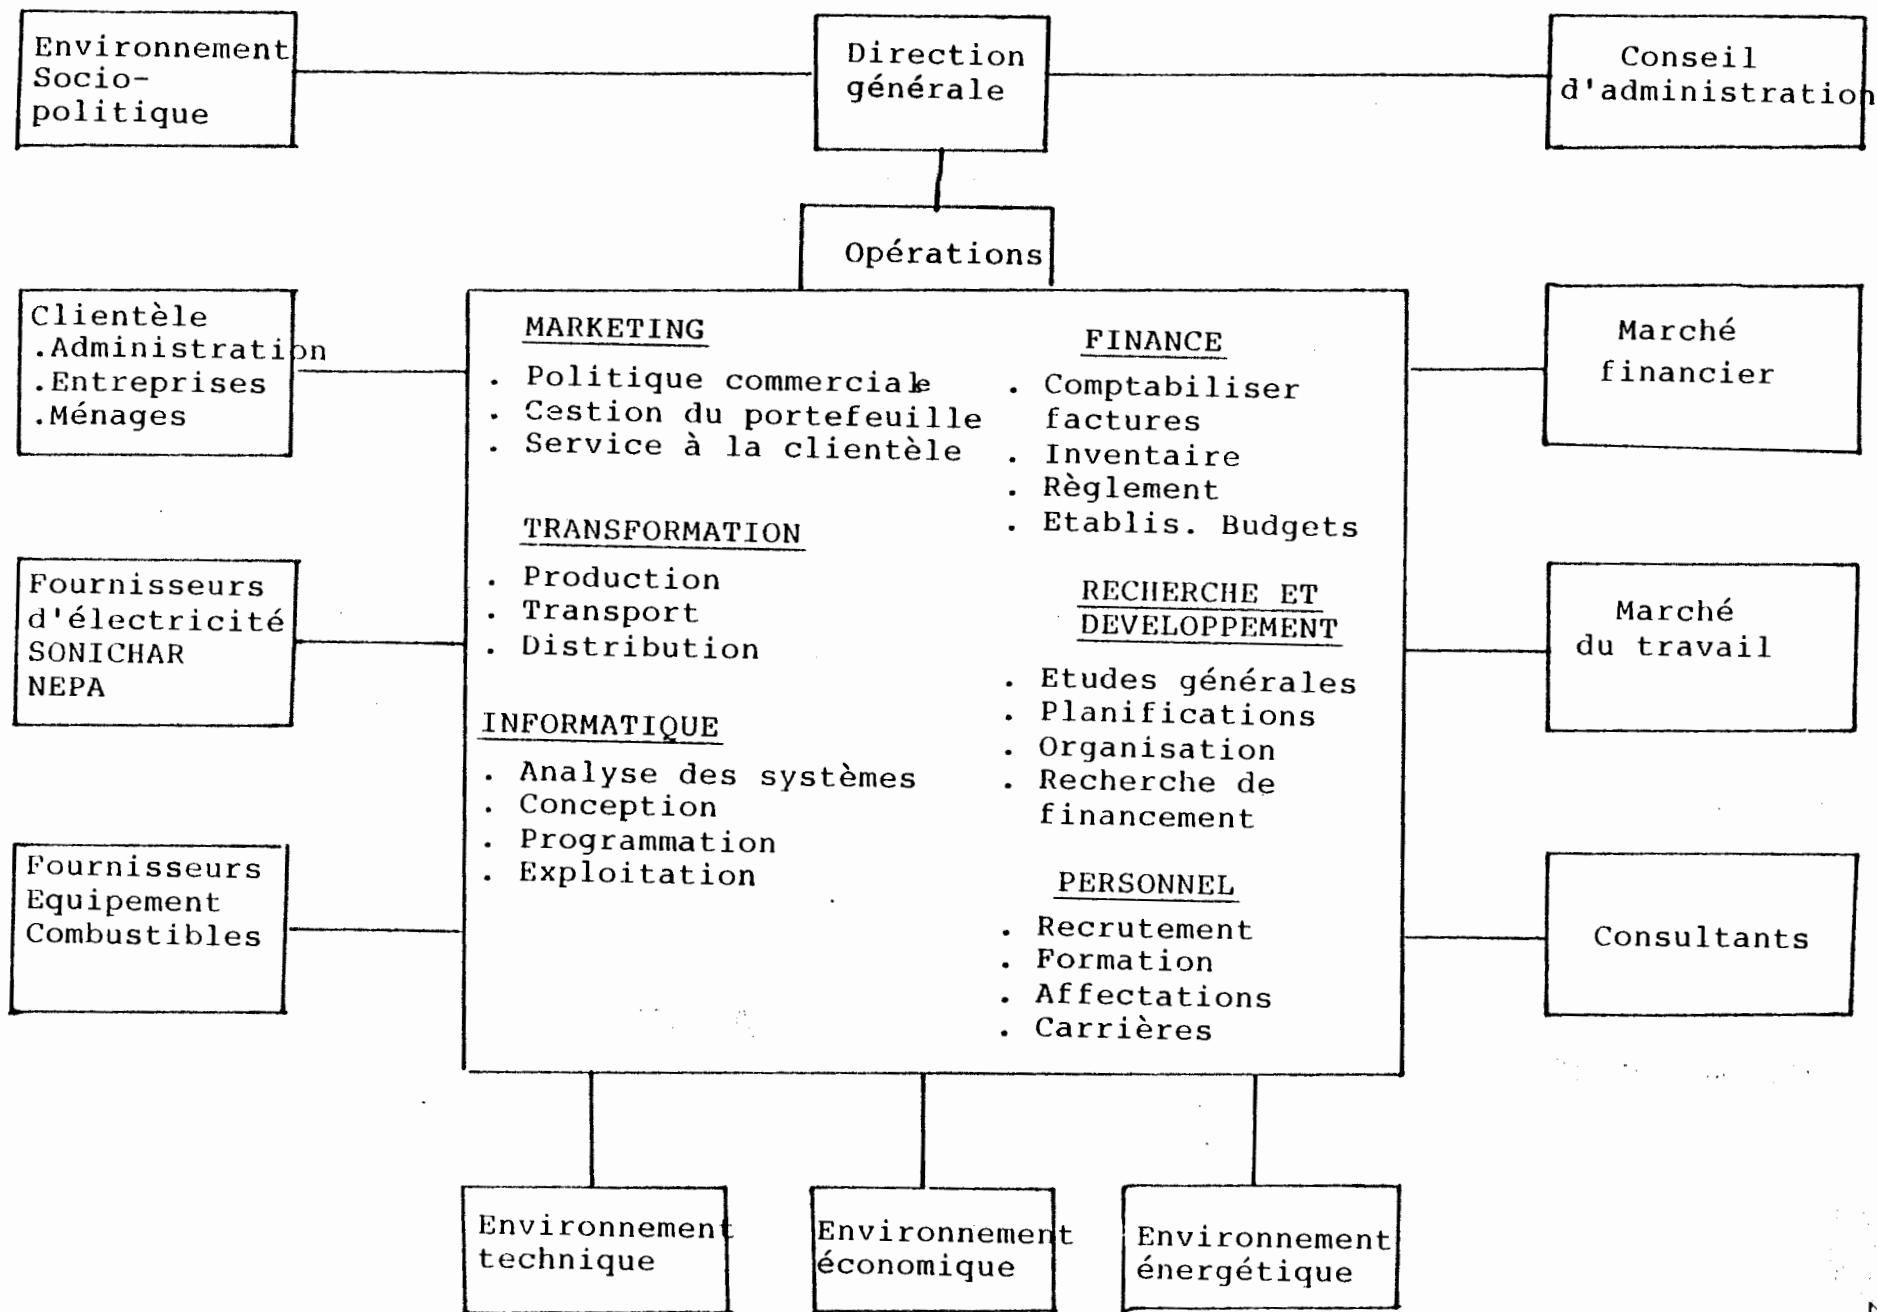 Environnement
Socio-
politique
Direction
générale
Conseil
d'administration
Opérations
Clientèle
.Administration
.Entreprises
.Ménages
Fournisseurs
d'électricité
SONICHAR
NEPA
Fournisseurs
Equipement
Combustibles
MARKETING
. Politique commerciale
. Cestion du portefeuille
. Service à la clientèle
TRANSFORMATION
. Production
. Transport
. Distribution
INFORMATIQUE
. Analyse des systèmes
. Conception
. Programmation
. Exploitation
FINANCE
. Comptabiliser
factures
. Inventaire
. Règlement
. Etablis. Budgets
RECHERCHE ET
DEVELOPPEMENT
. Etudes générales
. Planifications
. Organisation
. Recherche de
financement
PERSONNEL
. Recrutement
. Formation
. Affectations
. Carrières
Marché
financier
Marché
du travail
Consultants
Environnement
technique
Environnement
économique
Environnement
énergétique